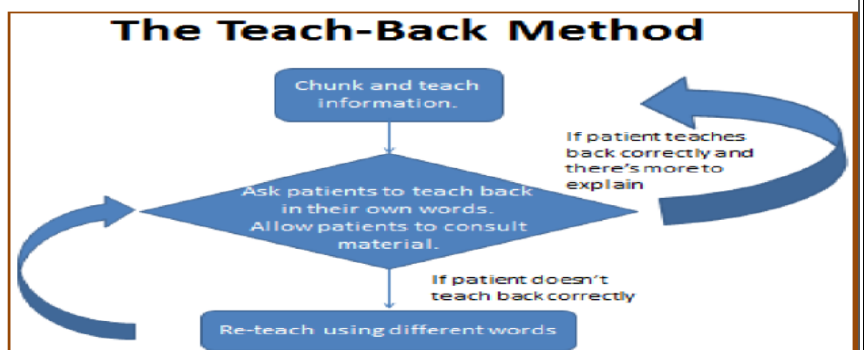 The Teach-Back Method
Chunk and teach
information.
If patient teaches
back correctly and
there's more to
explain
Ask patients to teach back
in their own words.
Allow patients to consult
material.
If patient doesn't
teach back correctly
Re-teach using different words